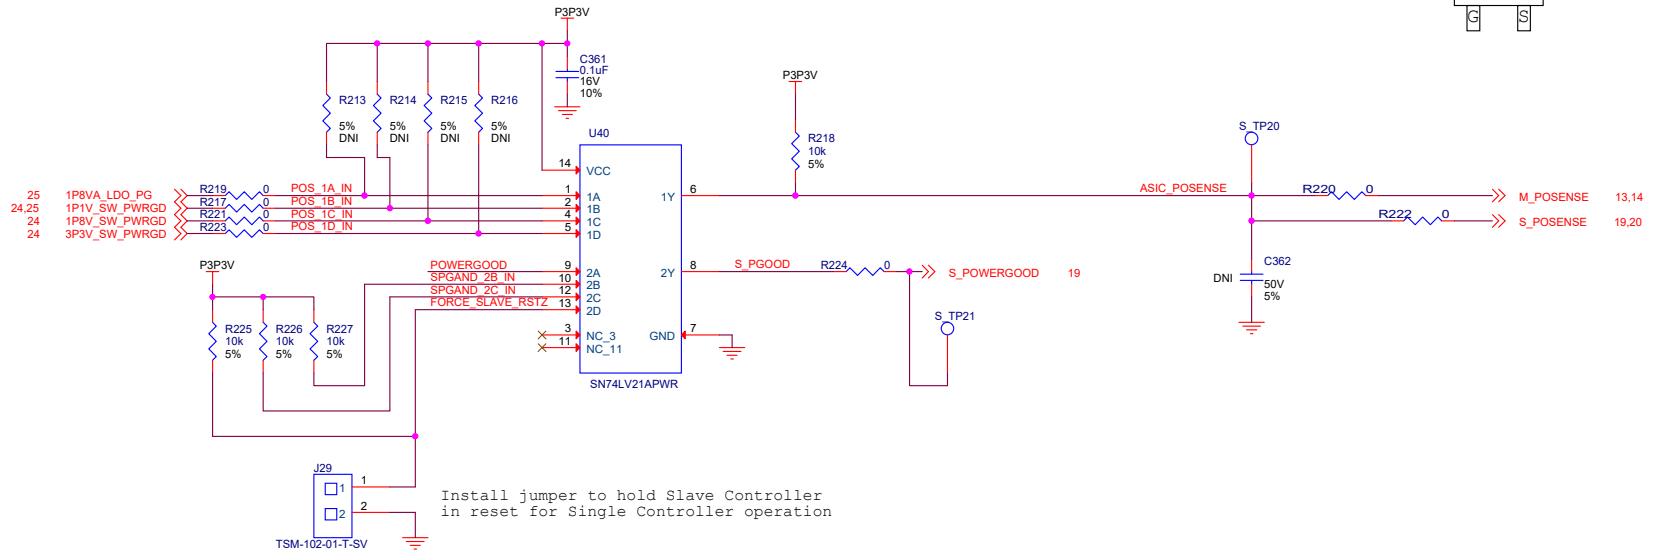 G S
P3P3V
C361
0.1uF
16V
10%
R213
5%
DNI
R214
5%
DNI
R215
5%
DNI
R216
5%
DNI
P3P3V
R218
10k
5%
S_TP20
U40
14 VCC
25 1P8VA_LDO_PG R219 0 POS_1A_IN 1 1A
24,25 1P1V_SW_PWRGD R217 0 POS_1B_IN 2 1B
24 1P8V_SW_PWRGD R221 0 POS_1C_IN 4 1C
24 3P3V_SW_PWRGD R223 0 POS_1D_IN 5 1D
1Y 6 ASIC_POSENSE R220 0 M_POSENSE 13,14
R222 0 S_POSENSE 19,20
P3P3V
POWERGOOD 9 2A
SPGAND_2B_IN 10 2B
SPGAND_2C_IN 12 2C
FORCE_SLAVE_RSTZ 13 2D
2Y 8 S_PGOOD R224 0 S_POWERGOOD 19
C362
DNI
50V
5%
S_TP21
R225
10k
5%
R226
10k
5%
R227
10k
5%
3 NC_3
11 NC_11
GND 7
SN74LV21APWR
J29
1 1
2 2
TSM-102-01-T-SV
Install jumper to hold Slave Controller
in reset for Single Controller operation